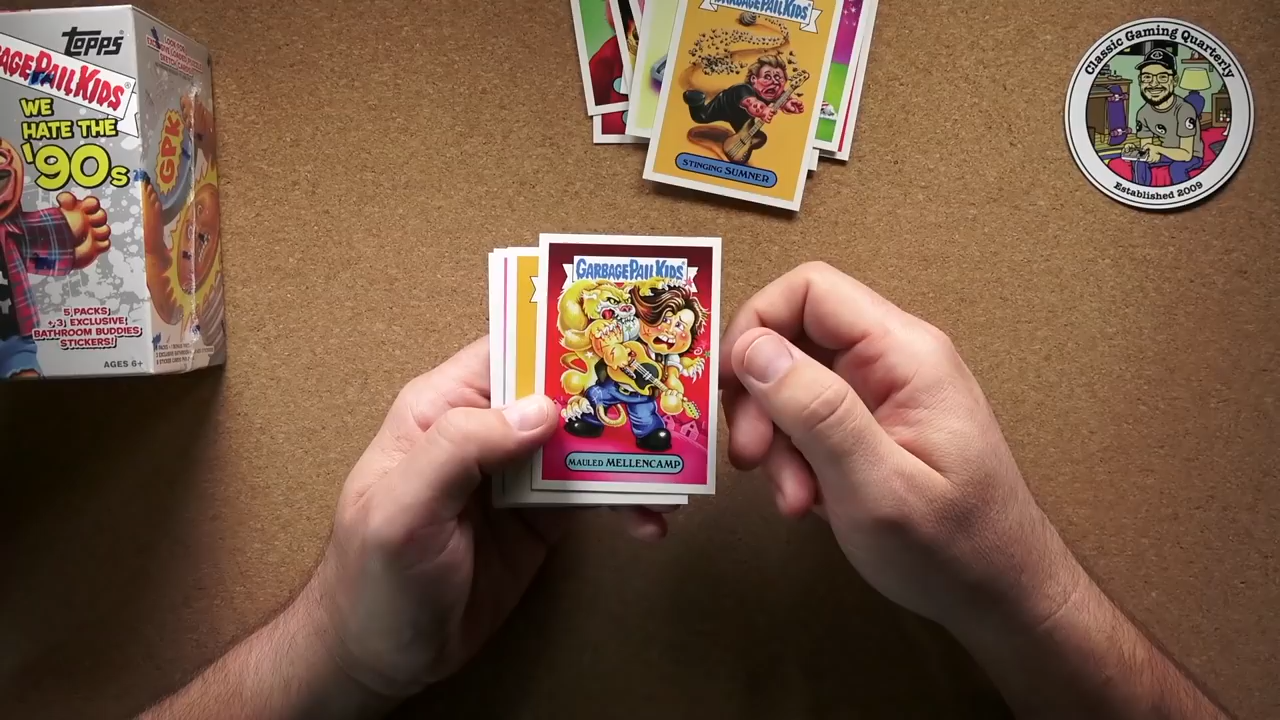 Topps
GARBAGE PAIL KIDS
WE
HATE THE
'90s
GPK
5 PACKS
+3 EXCLUSIVE
BATHROOM BUDDIES
STICKERS!
AGES 6+
GARBAGE PAIL KIDS
STINGING SUMNER
GARBAGE PAIL KIDS
MAULED MELLENCAMP
Classic Gaming Quarterly
Established 2009